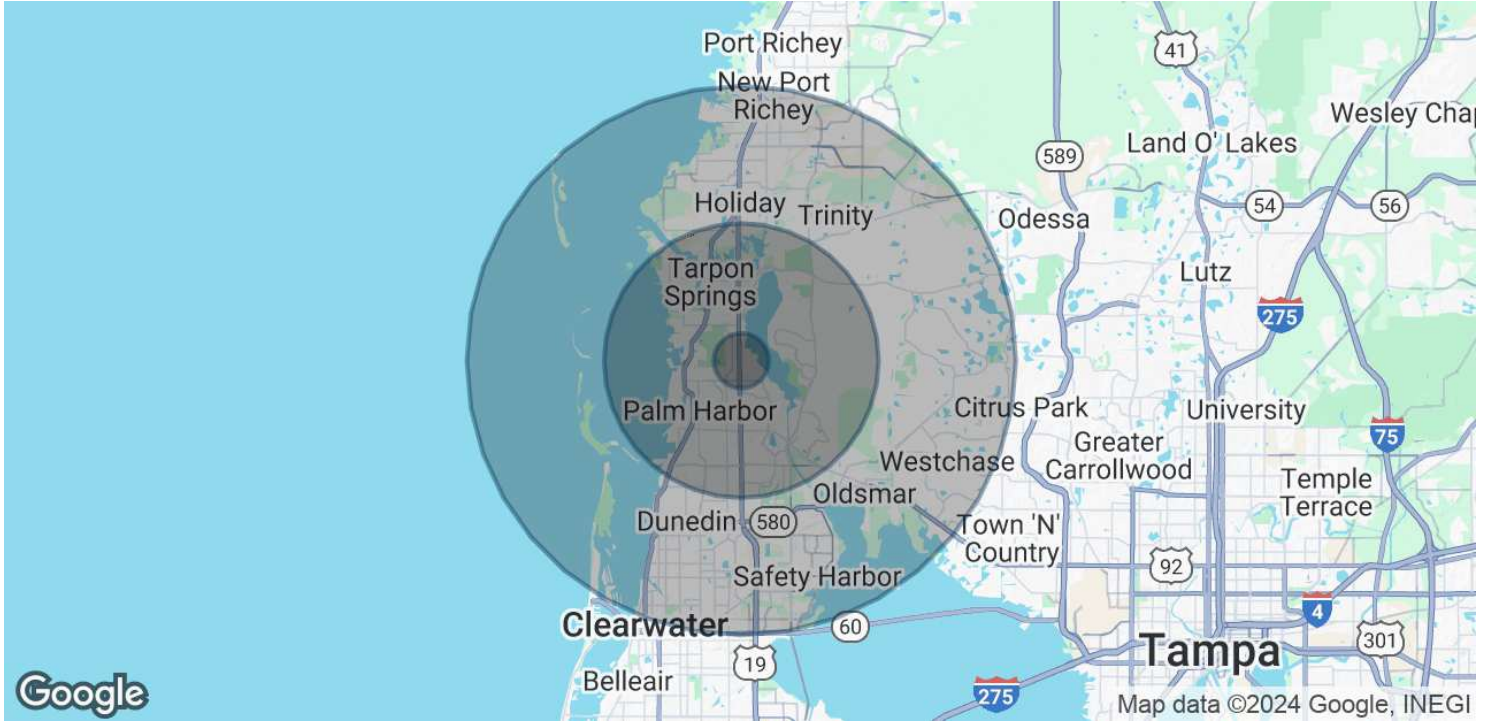 Port Richey
41
New Port
Richey
Wesley Chap
Land O' Lakes
589
Holiday
Trinity
54
56
Odessa
Tarpon
Springs
Lutz
275
Palm Harbor
Citrus Park
University
75
Greater
Carrollwood
Westchase
Oldsmar
Temple
Terrace
Dunedin
580
Town 'N'
Country
92
Safety Harbor
4
Clearwater
60
301
Tampa
19
Belleair
275
Google
Map data ©2024 Google, INEGI